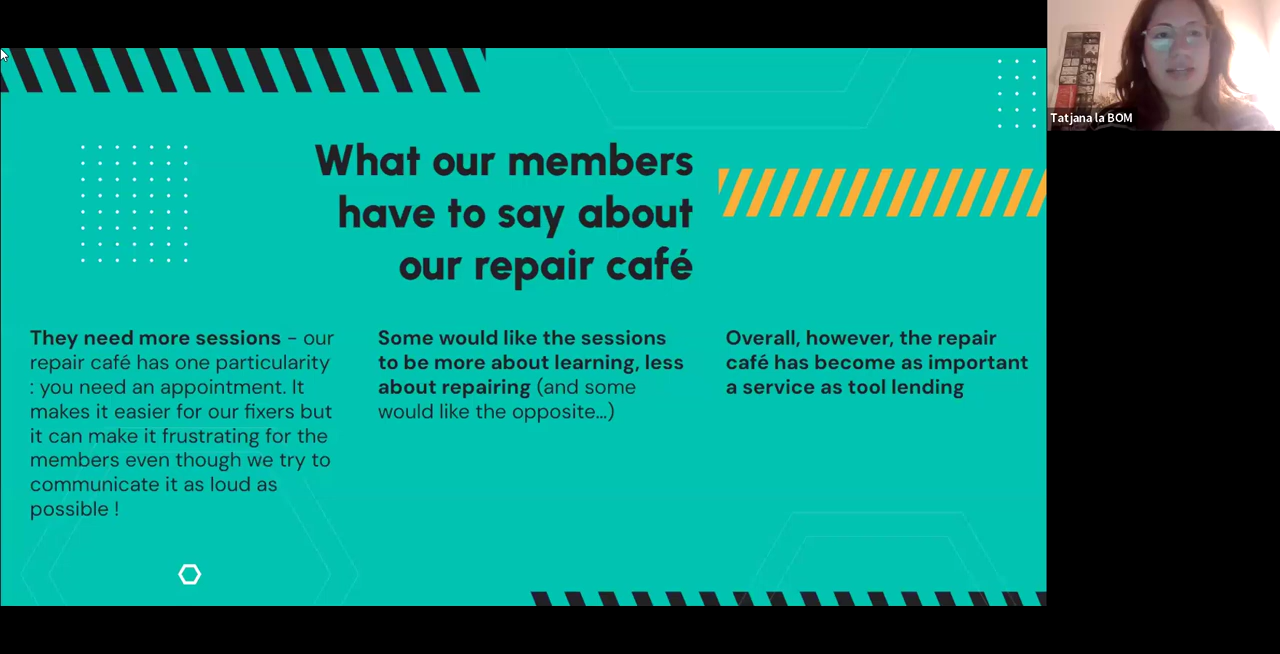 What our members
have to say about
our repair café
They need more sessions - our
repair café has one particularity
: you need an appointment. It
makes it easier for our fixers but
it can make it frustrating for the
members even though we try to
communicate it as loud as
possible !
Some would like the sessions
to be more about learning, less
about repairing (and some
would like the opposite...)
Overall, however, the repair
café has become as important
a service as tool lending
Tatjana la BOM